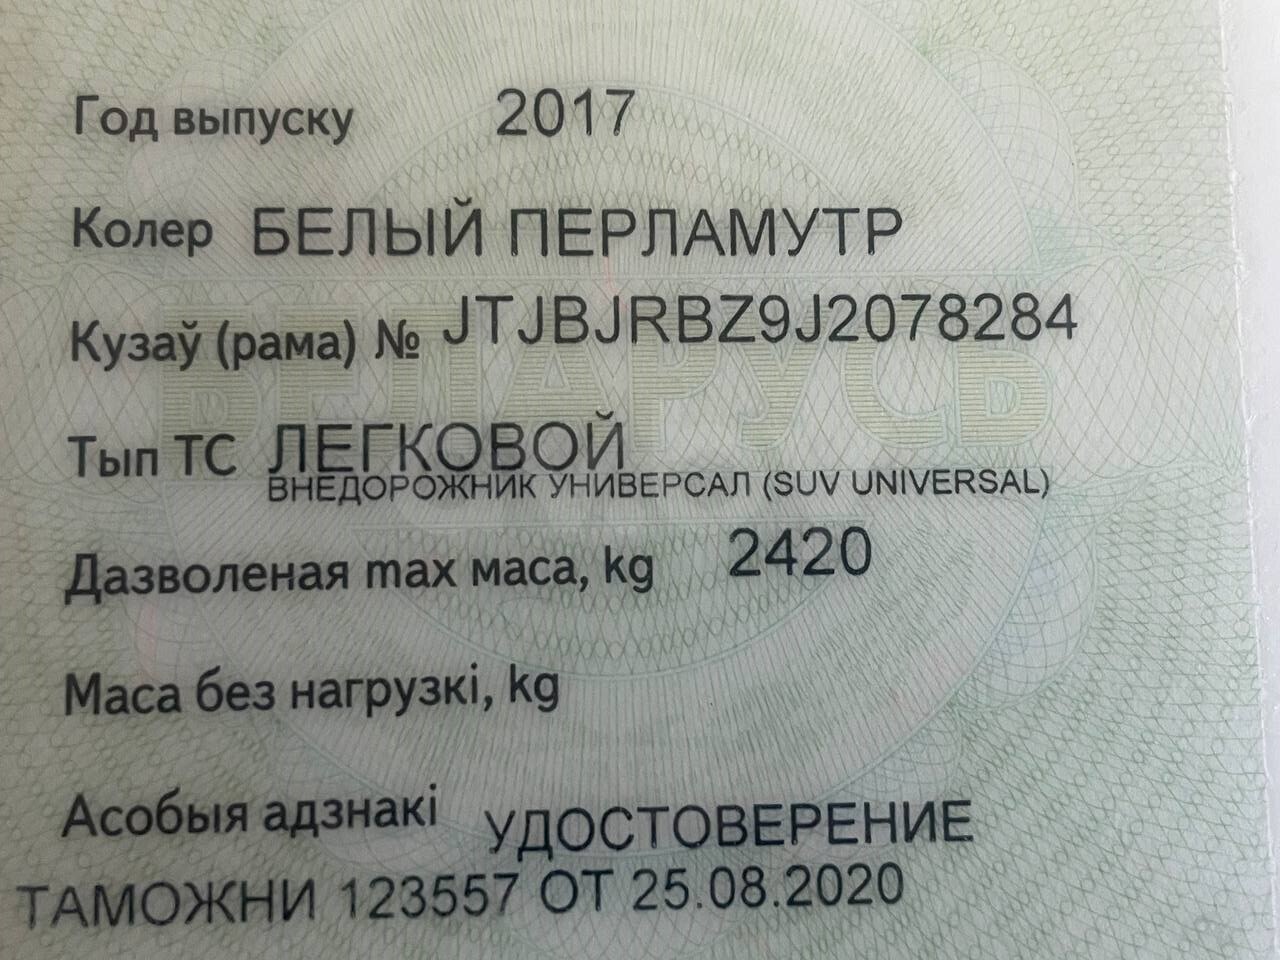 Год выпуску 2017
Колер БЕЛЫЙ ПЕРЛАМУТР
Кузаў (рама) № JTJBJRBZ9J2078284
БЕЛАРУСЬ
Тып ТС ЛЕГКОВОЙ
ВНЕДОРОЖНИК УНИВЕРСАЛ (SUV UNIVERSAL)
Дазволеная max маса, kg 2420
Маса без нагрузкі, kg
Асобыя адзнакі УДОСТОВЕРЕНИЕ
ТАМОЖНИ 123557 ОТ 25.08.2020